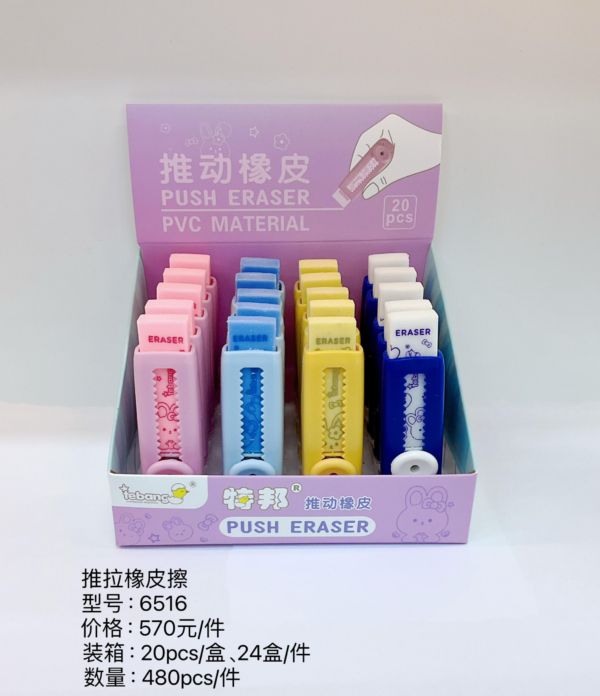 推动橡皮
PUSH ERASER
PVC MATERIAL
20
pcs
ERASER
ERASER
ERASER
ERASER
tebang®
特邦®
推动橡皮
PUSH ERASER
推拉橡皮擦
型号：6516
价格：570元/件
装箱：20pcs/盒、24盒/件
数量：480pcs/件